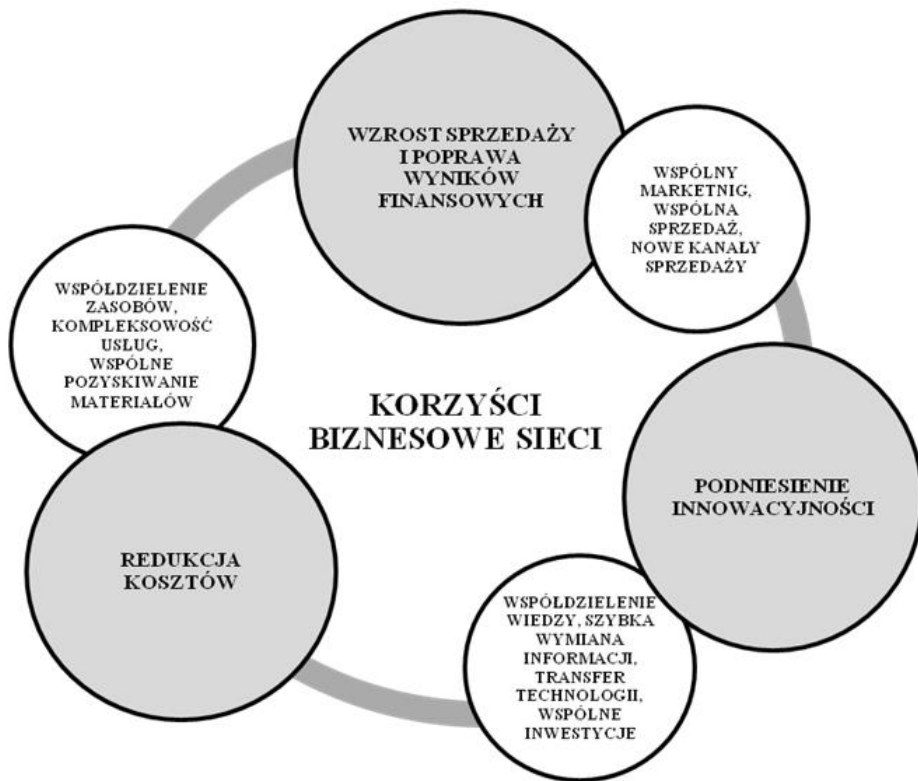 WZROST SPRZEDAŻY
I POPRAWA
WYNIKÓW
FINANSOWYCH
WSPÓLNY
MARKETNIG,
WSPÓLNA
SPRZEDAŻ,
NOWE KANAŁY
SPRZEDAŻY
WSPÓŁDZIELENIE
ZASOBÓW,
KOMPLEKSOWOŚĆ
USŁUG,
WSPÓLNE
POZYSKIWANIE
MATERIAŁÓW
KORZYŚCI
BIZNESOWE SIECI
PODNIESIENIE
INNOWACYJNOŚCI
REDUKCJA
KOSZTÓW
WSPÓŁDZIELENIE
WIEDZY, SZYBKA
WYMIANA
INFORMACJI,
TRANSFER
TECHNOLOGII,
WSPÓLNE
INWESTYCJE